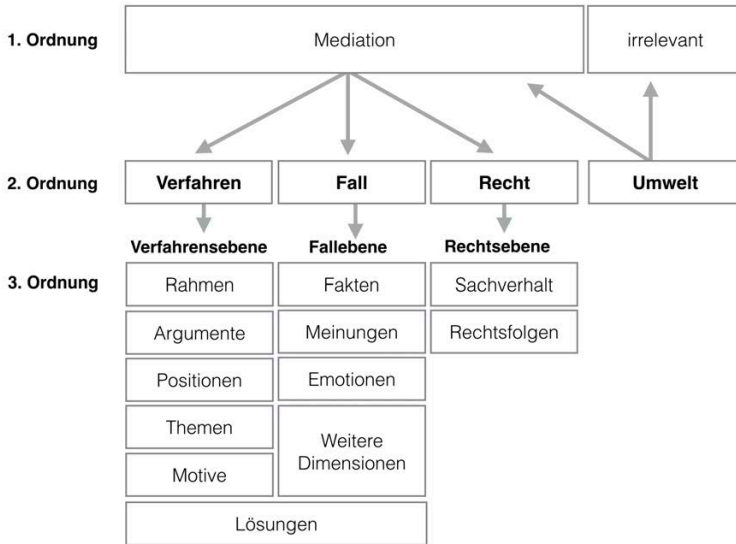 1. Ordnung
Mediation
irrelevant
2. Ordnung
Verfahren
Fall
Recht
Umwelt
Verfahrensebene
Fallebene
Rechtsebene
3. Ordnung
Rahmen
Fakten
Sachverhalt
Argumente
Meinungen
Rechtsfolgen
Positionen
Emotionen
Themen
Weitere
Dimensionen
Motive
Lösungen